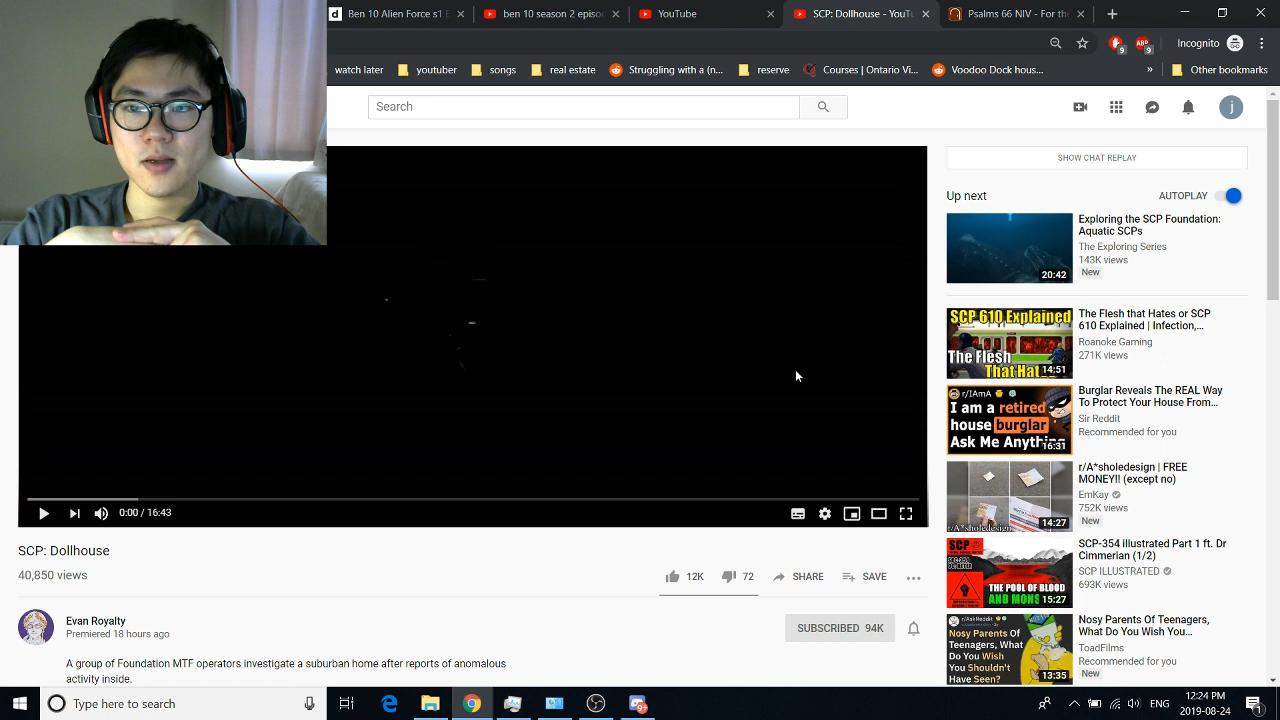 Ben 10 Alien Force s1 E
ben 10 season 2 episo
YouTube
SCP: Dollhouse - YouTu
Psalms 66 NIV - For the
9
ABP
9
Incognito
watch later
youtuber
songs
real estate
Struggling with a (n...
reserve
Courses | Ontario Vi...
Voodoo Dock hous...
»
Other bookmarks
Search
j
SHOW CHAT REPLAY
Up next
AUTOPLAY
20:42
Exploring the SCP Foundation:
Aquatic SCPs
The Exploring Series
143K views
New
SCP 610 Explained
The Flesh
That Hat
14:51
The Flesh that Hates or SCP
610 Explained | Infection,...
Roanoke Gaming
271K views
r/IAmA
I am a retired
house burglar
Ask Me Anything
16:31
Burglar Reveals The REAL Way
To Protect Your House From...
Sir Reddit
Recommended for you
r/A*sholedesign
14:27
r/A*sholedesign | FREE
MONEY!! (except no)
EmKay
752K views
New
SCP
THE POOL OF BLOOD
AND MONS
15:27
SCP-354 illustrated Part 1 ft. Dr
Cimmerian (1/2)
SCP ILLUSTRATED
693K views
r/AskReddit
Nosy Parents Of
Teenagers,
What Do
You Wish
You Shouldn't
Have Seen?
13:35
Nosy Parents Of Teenagers,
What Do You Wish You...
ToadFilms
Recommended for you
New
0:00 / 16:43
SCP: Dollhouse
40,850 views
12K
72
SHARE
SAVE
Evan Royalty
Premiered 18 hours ago
SUBSCRIBED 94K
A group of Foundation MTF operators investigate a suburban home after reports of anomalous
activity inside.
Type here to search
9+
ENG
12:24 PM
2019-08-24
1